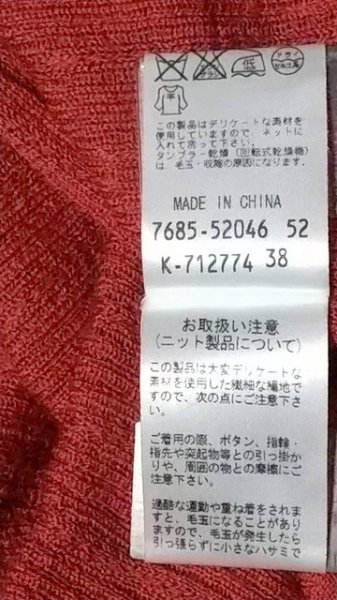 低
平
この製品はデリケートな素材を
使用していますので、ネットに
入れて洗って下さい。
タンブラー乾燥(回転式乾燥機)
は、毛玉・収縮の原因になります。
MADE IN CHINA
7685-52046 52
K-712774 38
お取扱い注意
(ニット製品について)
この製品は大変デリケートな
素材を使用した繊細な編地で
すので、次の点にご注意下さい。
ご着用の際、ボタン、指輪・
指先や突起物等との引っ掛か
りや、周囲の物との摩擦にご
注意下さい。
過酷な運動や重ね着をされま
すと、毛玉になることがあり
ますので、毛玉が発生したら
引っ張らずに小さなハサミで